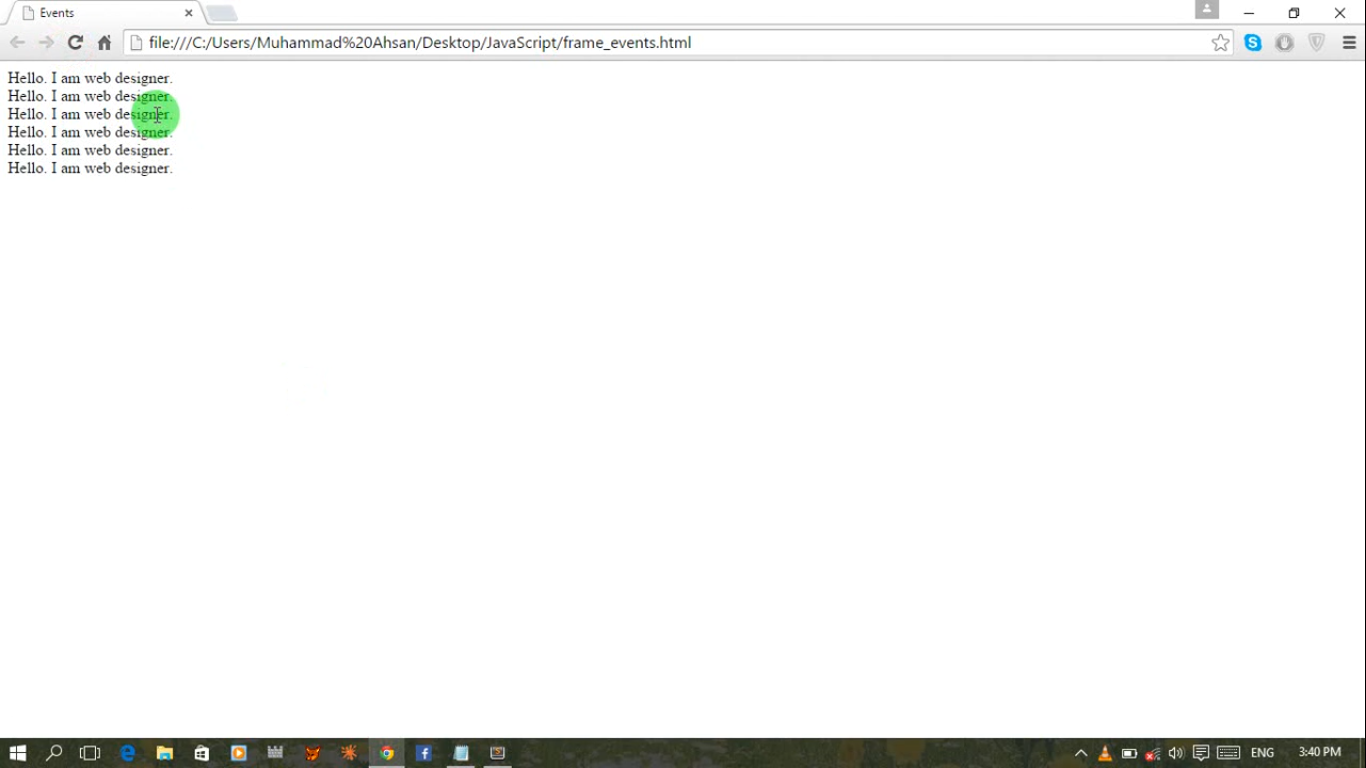 Events
file:///C:/Users/Muhammad%20Ahsan/Desktop/JavaScript/frame_events.html
Hello. I am web designer.
Hello. I am web designer.
Hello. I am web designer.
Hello. I am web designer.
Hello. I am web designer.
Hello. I am web designer.
ENG
3:40 PM